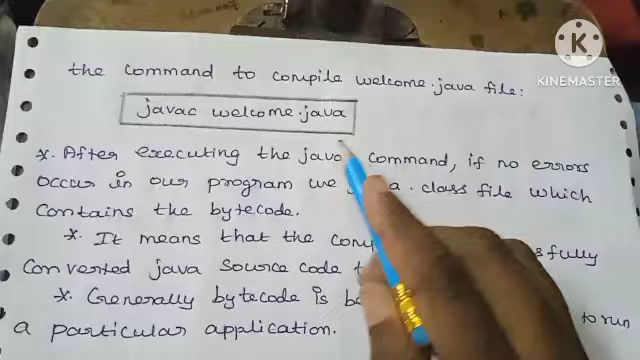 the command to compile welcome.java file:
javac welcome.java
*. After executing the java command, if no errors
occur in our program we a .class file which
contains the bytecode.
*. It means that the sfully
converted java source code
*. Generally bytecode is to run
a particular application.
K
KINEMASTER